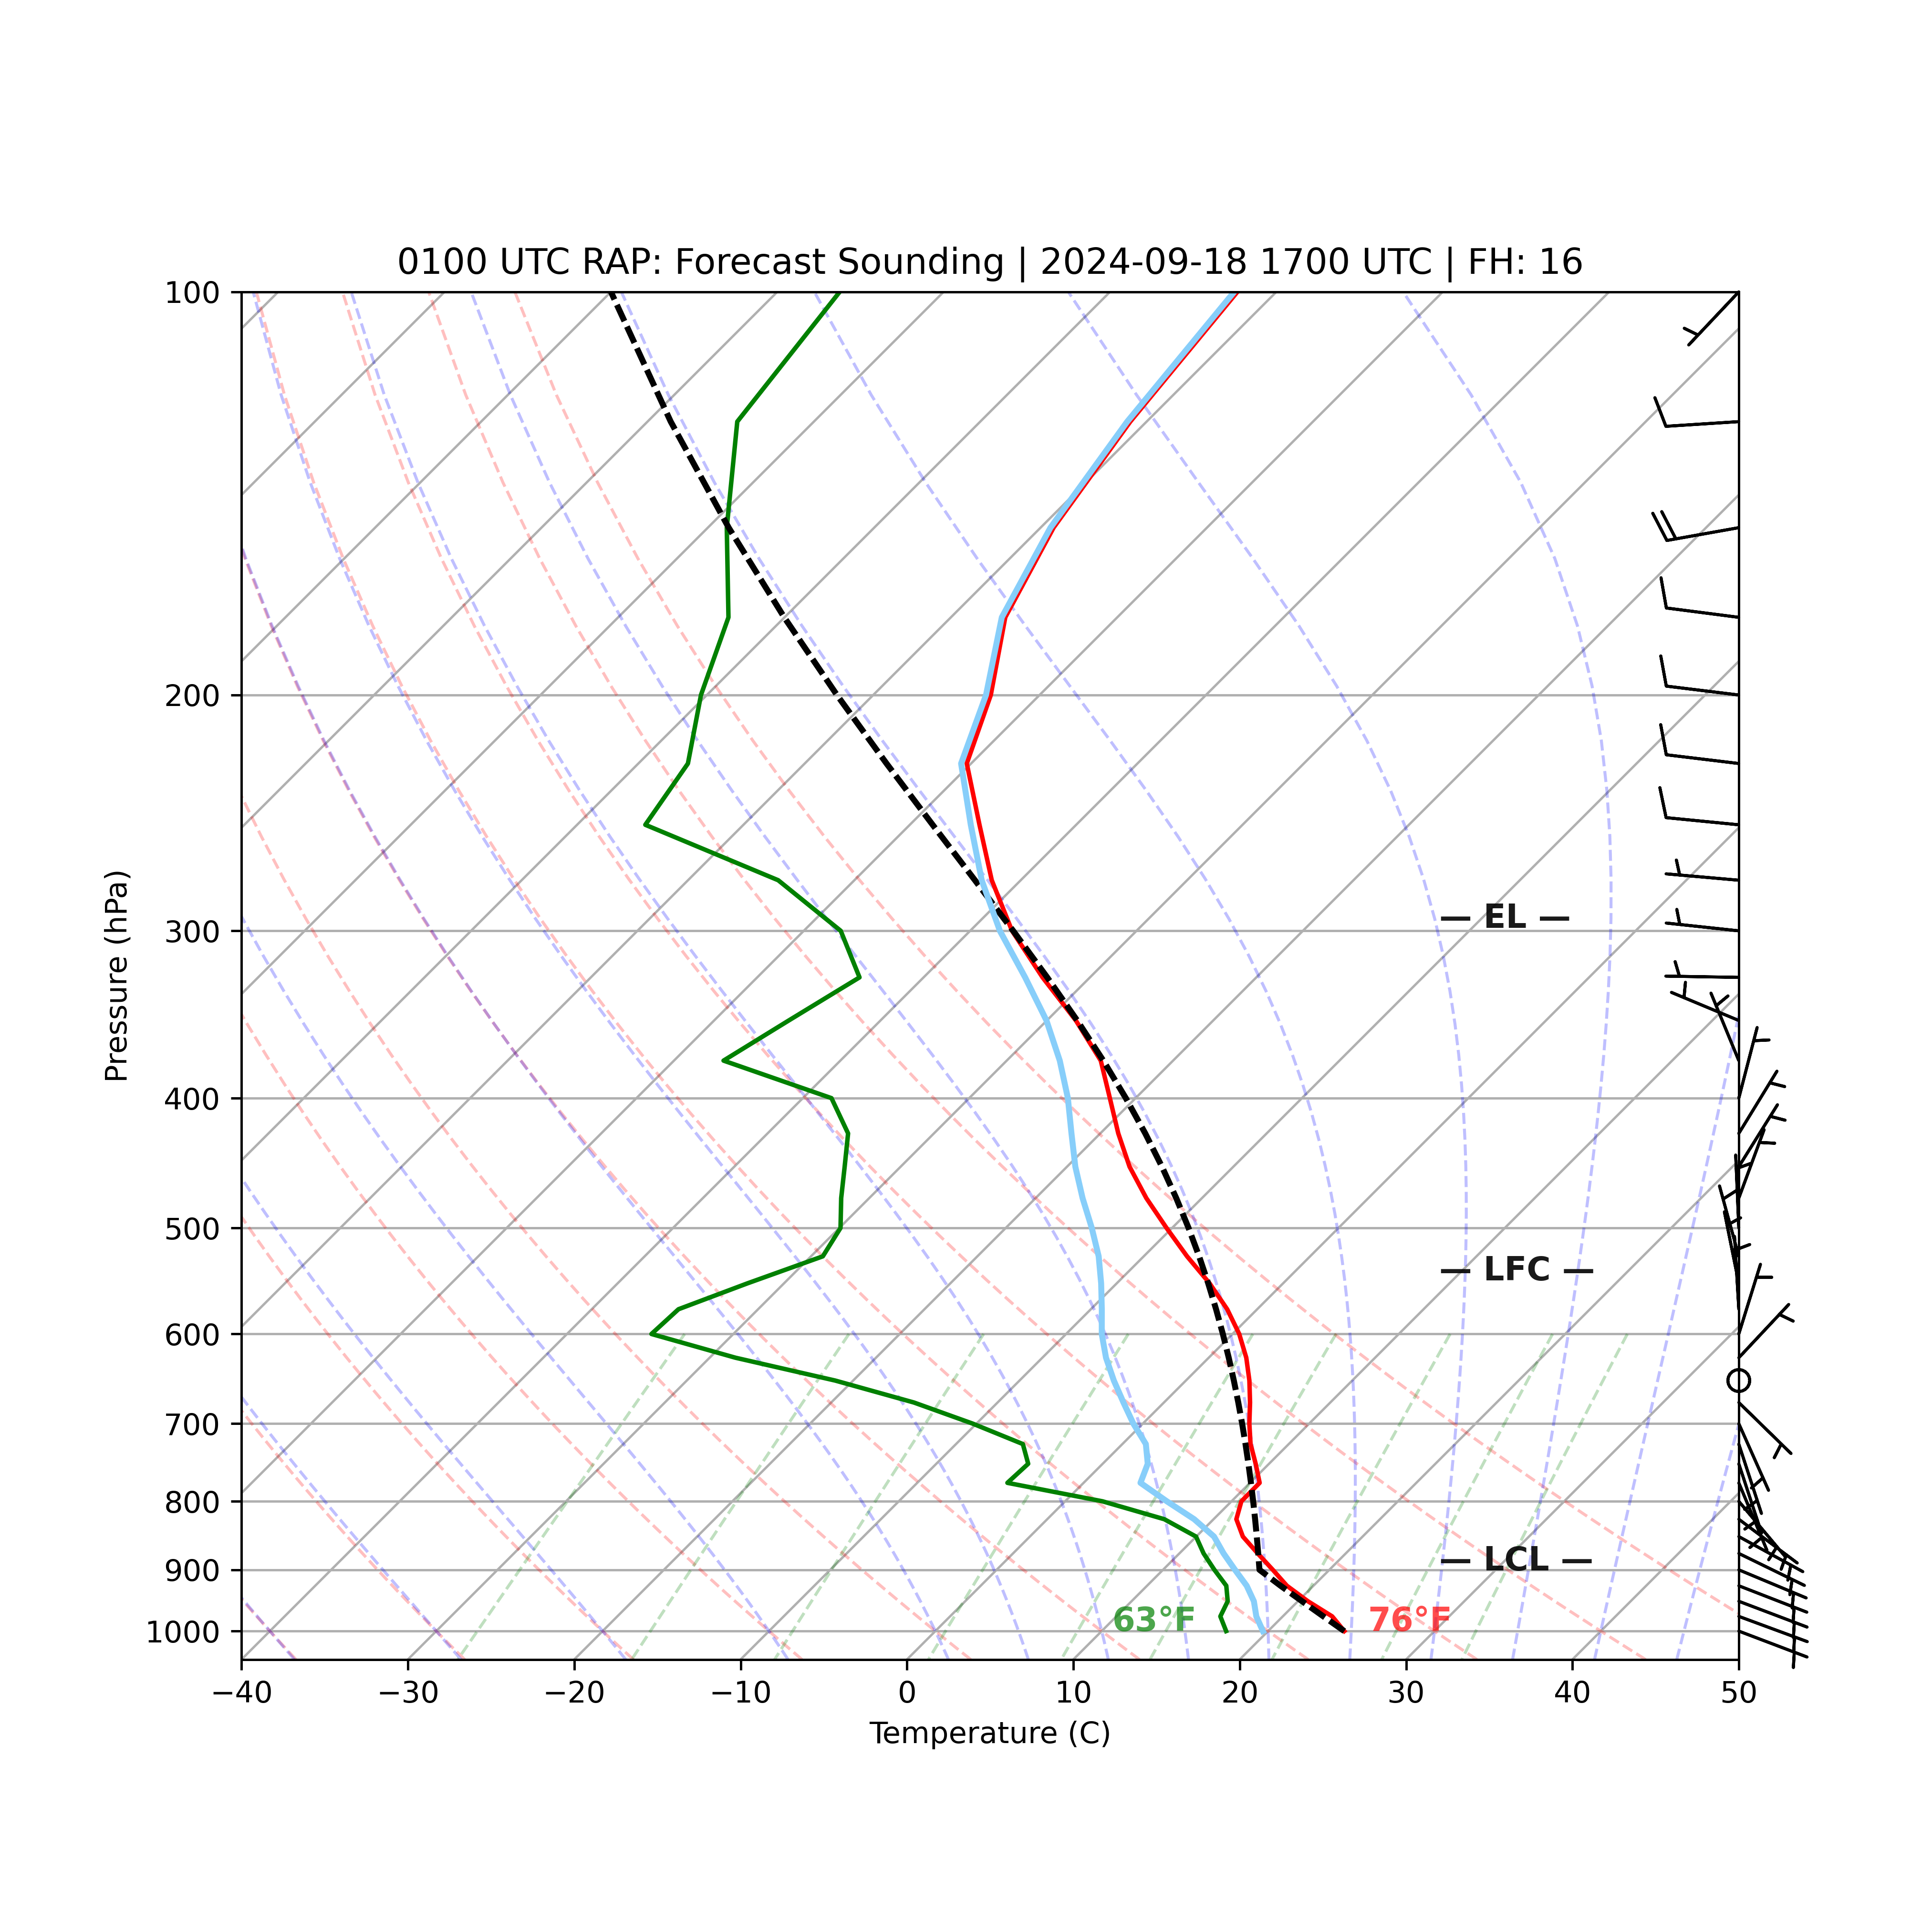 0100 UTC RAP: Forecast Sounding | 2024-09-18 1700 UTC | FH: 16
100
200
300
400
500
600
700
800
900
1000
Pressure (hPa)
— EL —
— LFC —
— LCL —
63°F
76°F
−40 −30 −20 −10 0 10 20 30 40 50
Temperature (C)